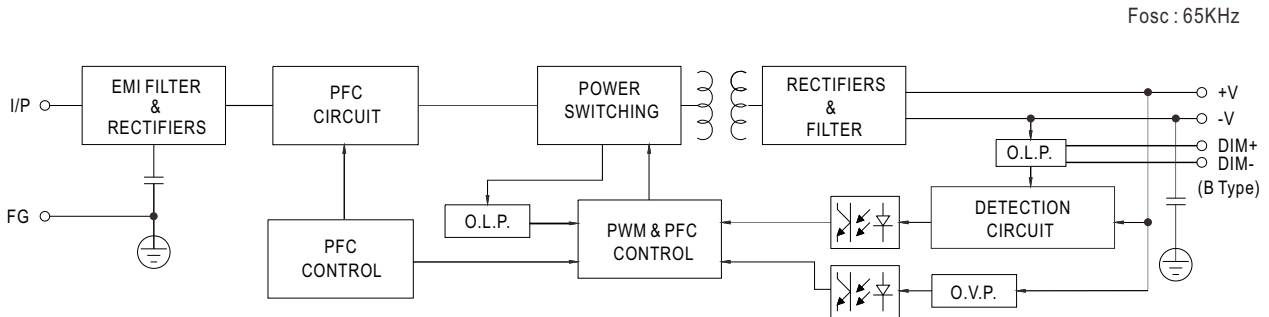 Fosc : 65KHz
I/P
EMI FILTER
&
RECTIFIERS
PFC
CIRCUIT
POWER
SWITCHING
RECTIFIERS
&
FILTER
+V
-V
O.L.P.
DIM+
DIM-
(B Type)
FG
PFC
CONTROL
O.L.P.
PWM & PFC
CONTROL
DETECTION
CIRCUIT
O.V.P.